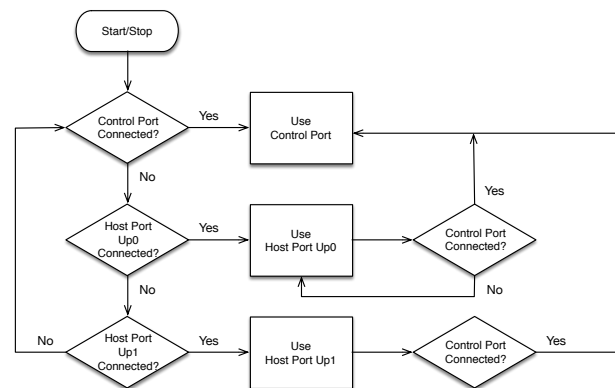 Start/Stop
Control Port
Connected?
Yes
Use
Control Port
No
Yes
Host Port
Up0
Connected?
Yes
Use
Host Port Up0
Control Port
Connected?
No
No
Host Port
Up1
Connected?
No
Yes
Use
Host Port Up1
Control Port
Connected?
Yes